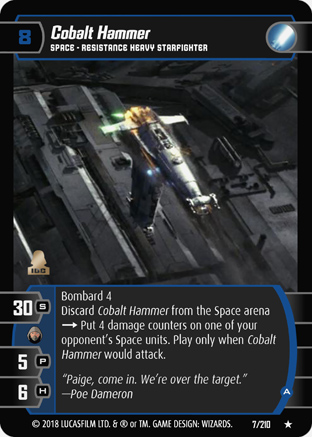 8
Cobalt Hammer
SPACE - RESISTANCE HEAVY STARFIGHTER
30 S
5 P
6 H
Bombard 4
Discard Cobalt Hammer from the Space arena
→ Put 4 damage counters on one of your
opponent's Space units. Play only when Cobalt
Hammer would attack.
"Paige, come in. We're over the target."
—Poe Dameron
A
© 2018 LUCASFILM LTD. & ® or TM. GAME DESIGN: WIZARDS. 7/210 ★